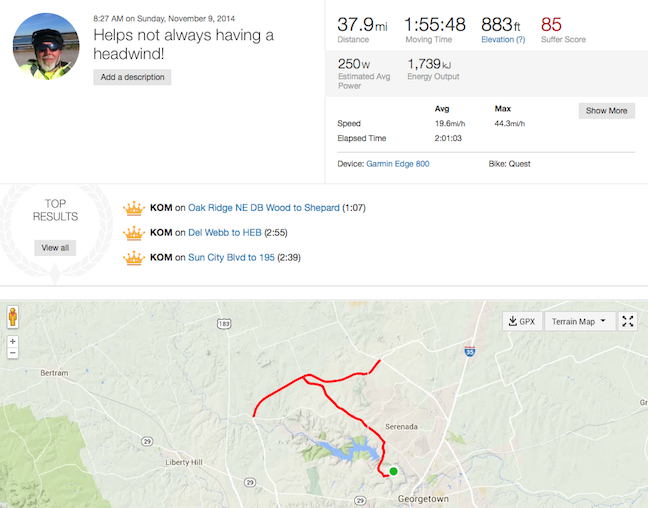 8:27 AM on Sunday, November 9, 2014
Helps not always having a
headwind!
Add a description
37.9mi
Distance
1:55:48
Moving Time
883ft
Elevation (?)
85
Suffer Score
250W
Estimated Avg
Power
1,739kJ
Energy Output
Avg Max
Show More
Speed 19.6mi/h 44.3mi/h
Elapsed Time 2:01:03
Device: Garmin Edge 800 Bike: Quest
TOP
RESULTS
View all
KOM on Oak Ridge NE DB Wood to Shepard (1:07)
KOM on Del Webb to HEB (2:55)
KOM on Sun City Blvd to 195 (2:39)
+
−
GPX
Terrain Map
183
35
Bertram
Gr
Serenada
29
Liberty Hill
29
29
Georgetown